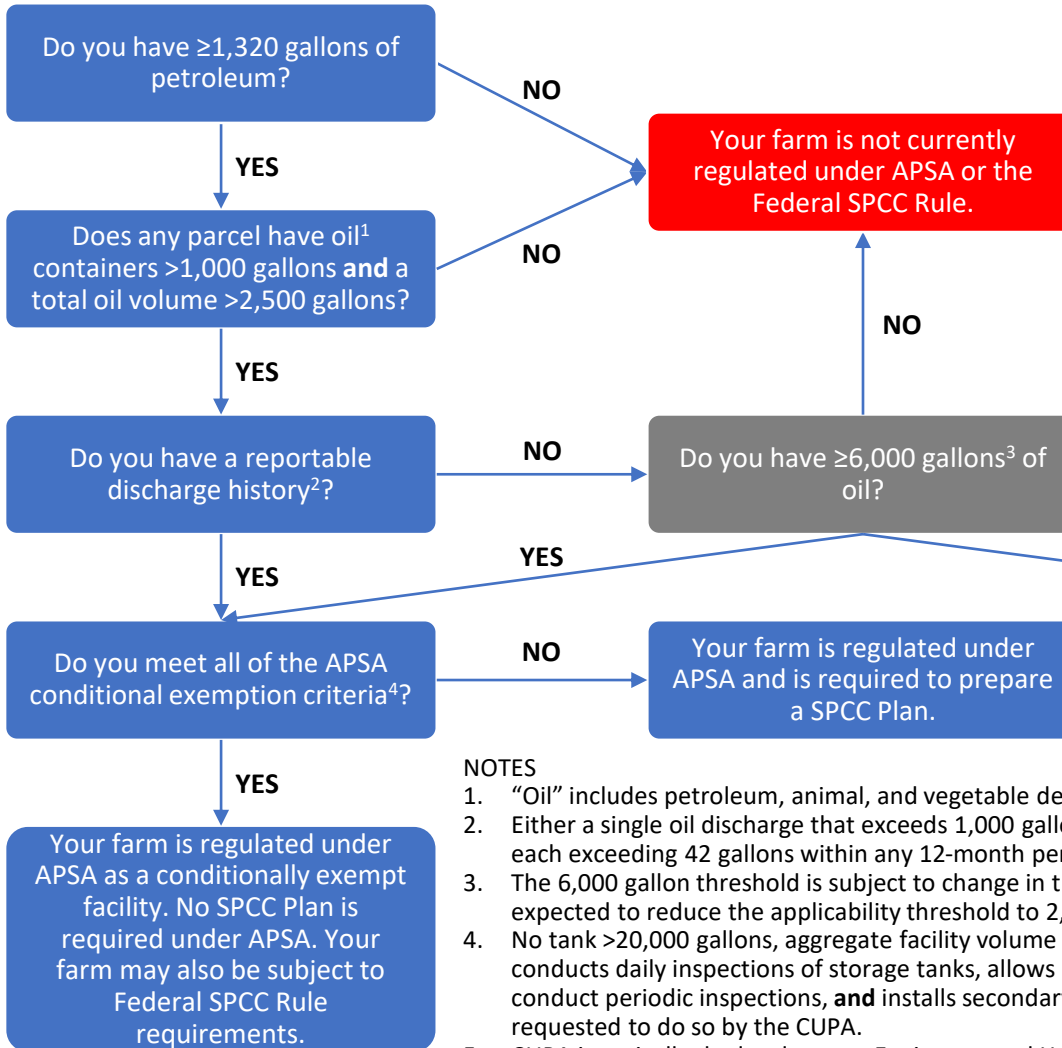 Do you have ≥1,320 gallons of
petroleum?
NO
YES
Your farm is not currently
regulated under APSA or the
Federal SPCC Rule.
Does any parcel have oil¹
containers >1,000 gallons and a
total oil volume >2,500 gallons?
NO
NO
YES
Do you have a reportable
discharge history²?
NO
Do you have ≥6,000 gallons³ of
oil?
YES
YES
Do you meet all of the APSA
conditional exemption criteria⁴?
NO
Your farm is regulated under
APSA and is required to prepare
a SPCC Plan.
YES
Your farm is regulated under
APSA as a conditionally exempt
facility. No SPCC Plan is
required under APSA. Your
farm may also be subject to
Federal SPCC Rule
requirements.
NOTES
1. “Oil” includes petroleum, animal, and vegetable de
2. Either a single oil discharge that exceeds 1,000 gallo
each exceeding 42 gallons within any 12-month per
3. The 6,000 gallon threshold is subject to change in t
expected to reduce the applicability threshold to 2,
4. No tank >20,000 gallons, aggregate facility volume
conducts daily inspections of storage tanks, allows
conduct periodic inspections, and installs secondar
requested to do so by the CUPA.